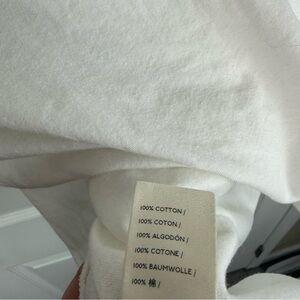 100% COTTON /
100% COTON /
100% ALGODÓN /
100% COTONE /
100% BAUMWOLLE /
100% 棉 /